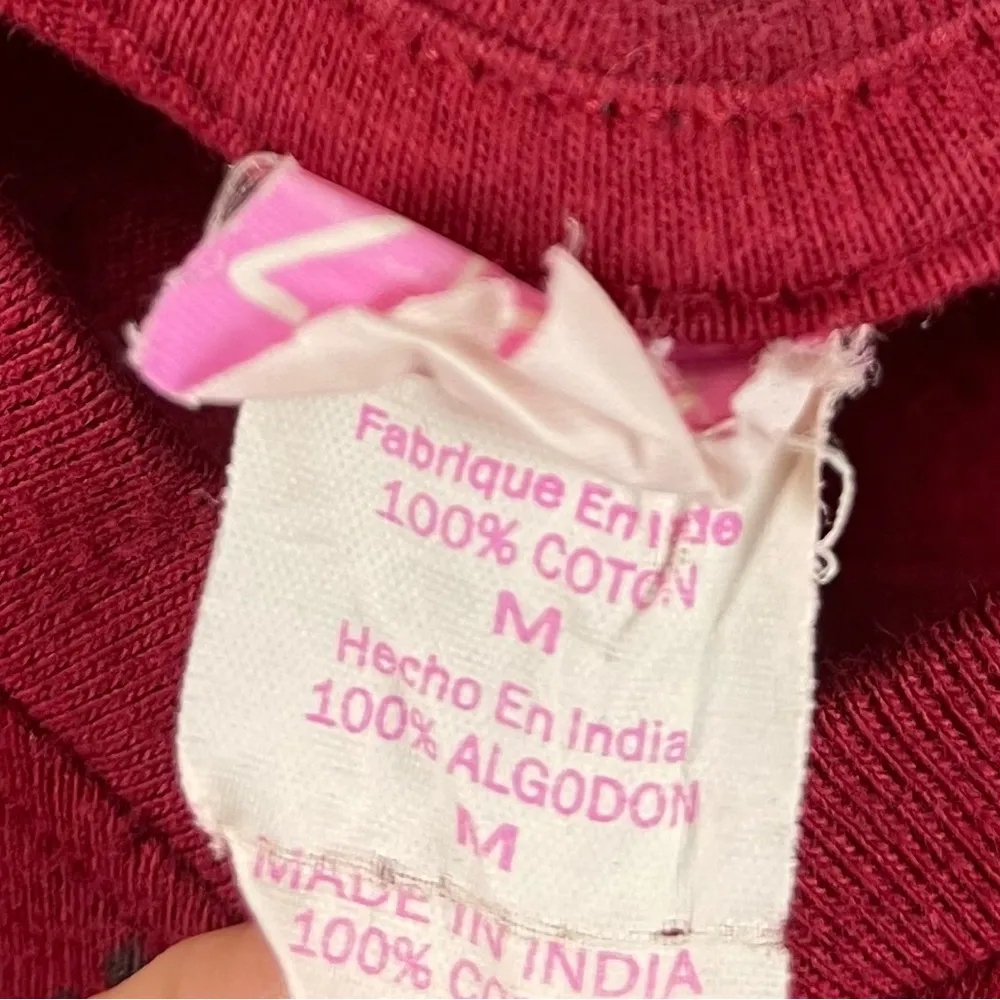 Fabrique En Inde
100% COTON
M
Hecho En India
100% ALGODON
M
MADE IN INDIA
100%